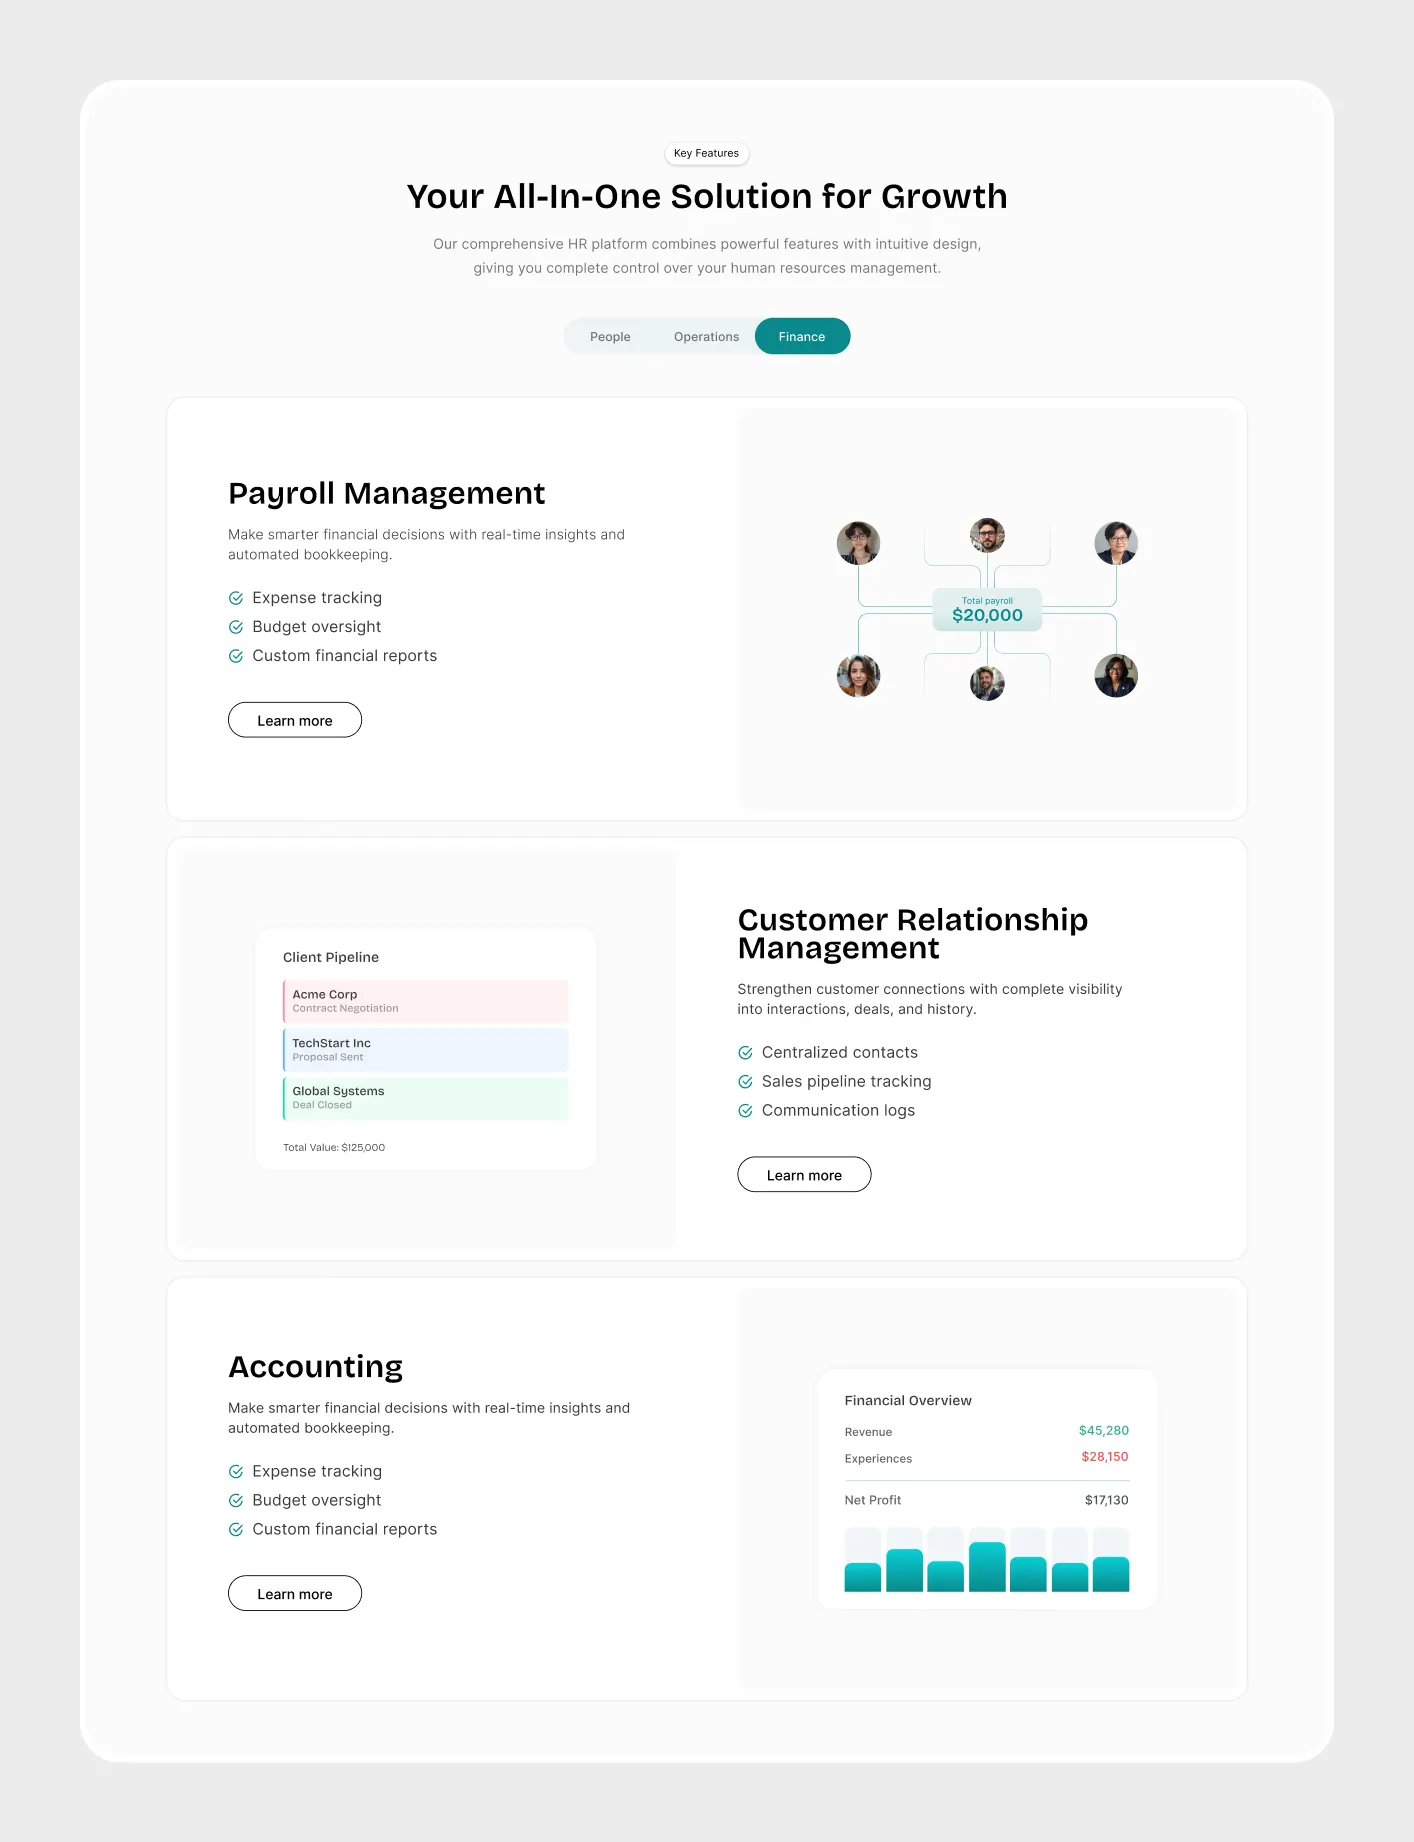 Key Features
Your All-In-One Solution for Growth
Our comprehensive HR platform combines powerful features with intuitive design,
giving you complete control over your human resources management.
People
Operations
Finance
Payroll Management
Make smarter financial decisions with real-time insights and
automated bookkeeping.
Expense tracking
Budget oversight
Custom financial reports
Learn more
Total payroll
$20,000
Client Pipeline
Acme Corp
Contract Negotiation
TechStart Inc
Proposal Sent
Global Systems
Deal Closed
Total Value: $125,000
Customer Relationship
Management
Strengthen customer connections with complete visibility
into interactions, deals, and history.
Centralized contacts
Sales pipeline tracking
Communication logs
Learn more
Accounting
Make smarter financial decisions with real-time insights and
automated bookkeeping.
Expense tracking
Budget oversight
Custom financial reports
Learn more
Financial Overview
Revenue $45,280
Experiences $28,150
Net Profit $17,130